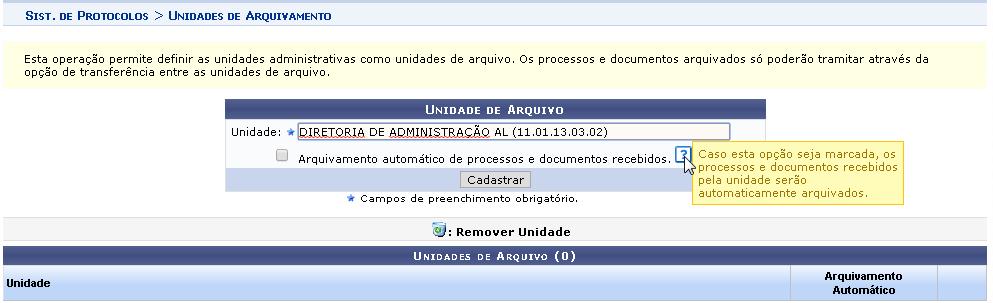 Sist. de Protocolos > Unidades de Arquivamento
Esta operação permite definir as unidades administrativas como unidades de arquivo. Os processos e documentos arquivados só poderão tramitar através da
opção de transferência entre as unidades de arquivo.
Unidade de Arquivo
Unidade: ★ DIRETORIA DE ADMINISTRAÇÃO AL (11.01.13.03.02)
Arquivamento automático de processos e documentos recebidos. ?
Caso esta opção seja marcada, os
processos e documentos recebidos
pela unidade serão
automaticamente arquivados.
Cadastrar
★ Campos de preenchimento obrigatório.
: Remover Unidade
Unidades de Arquivo (0)
Unidade
Arquivamento
Automático